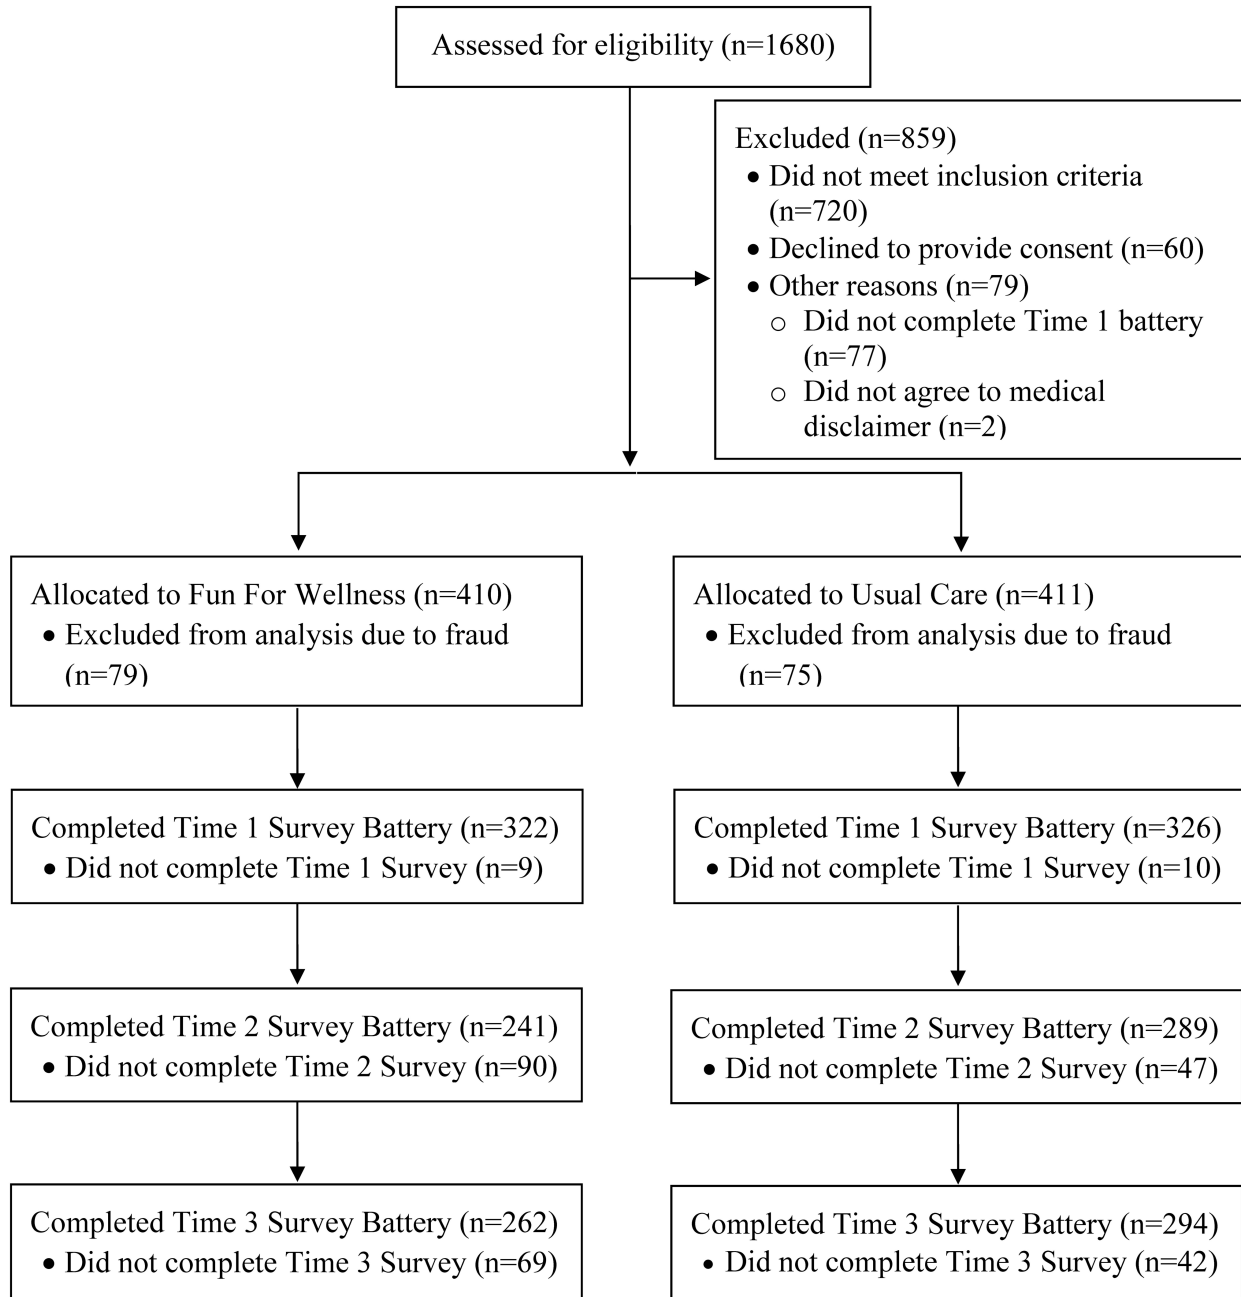 Assessed for eligibility (n=1680)
Excluded (n=859)
• Did not meet inclusion criteria
(n=720)
• Declined to provide consent (n=60)
• Other reasons (n=79)
o Did not complete Time 1 battery
(n=77)
o Did not agree to medical
disclaimer (n=2)
Allocated to Fun For Wellness (n=410)
• Excluded from analysis due to fraud
(n=79)
Allocated to Usual Care (n=411)
• Excluded from analysis due to fraud
(n=75)
Completed Time 1 Survey Battery (n=322)
• Did not complete Time 1 Survey (n=9)
Completed Time 1 Survey Battery (n=326)
• Did not complete Time 1 Survey (n=10)
Completed Time 2 Survey Battery (n=241)
• Did not complete Time 2 Survey (n=90)
Completed Time 2 Survey Battery (n=289)
• Did not complete Time 2 Survey (n=47)
Completed Time 3 Survey Battery (n=262)
• Did not complete Time 3 Survey (n=69)
Completed Time 3 Survey Battery (n=294)
• Did not complete Time 3 Survey (n=42)